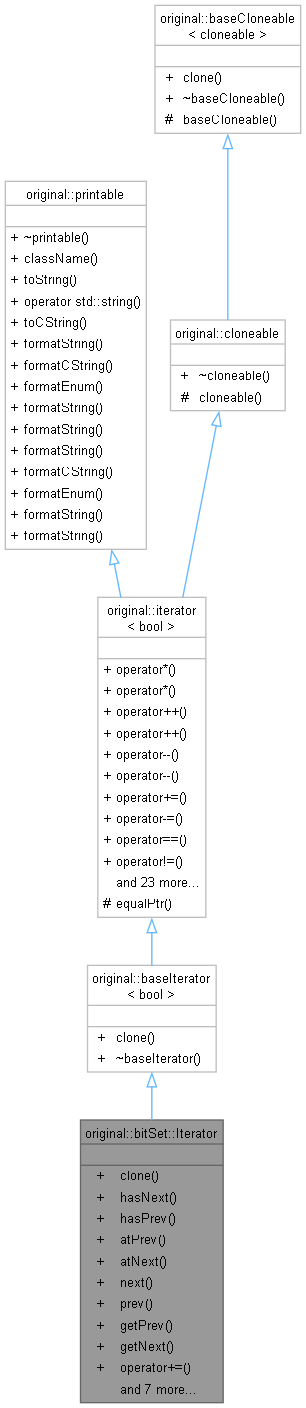 original::baseCloneable
< cloneable >
+ clone()
+ ~baseCloneable()
# baseCloneable()
original::printable
+ ~printable()
+ className()
+ toString()
+ operator std::string()
+ toCString()
+ formatString()
+ formatCString()
+ formatEnum()
+ formatString()
+ formatString()
+ formatString()
+ formatCString()
+ formatEnum()
+ formatString()
+ formatString()
original::cloneable
+ ~cloneable()
# cloneable()
original::iterator
< bool >
+ operator*()
+ operator*()
+ operator++()
+ operator++()
+ operator--()
+ operator--()
+ operator+=()
+ operator-=()
+ operator==()
+ operator!=()
and 23 more...
# equalPtr()
original::baseIterator
< bool >
+ clone()
+ ~baseIterator()
original::bitSet::Iterator
+ clone()
+ hasNext()
+ hasPrev()
+ atPrev()
+ atNext()
+ next()
+ prev()
+ getPrev()
+ getNext()
+ operator+=()
and 7 more...